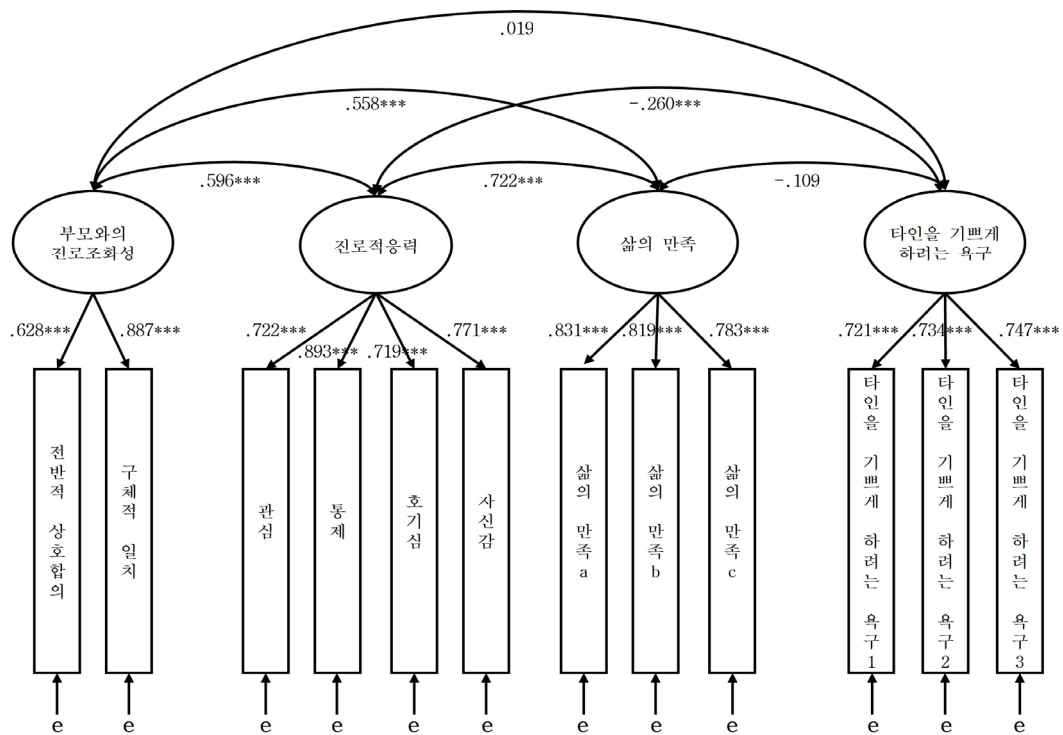 .019
.558***
-.260***
.596***
.722***
-.109
부모와의
진로조화성
진로적응력
삶의 만족
타인을 기쁘게
하려는 욕구
.628***
.887***
.722***
.893***
.719***
.771***
.831***
.819***
.783***
.721***
.734***
.747***
전반적 상호합의
구체적 일치
관심
통제
호기심
자신감
삶의 만족a
삶의 만족b
삶의 만족c
타인을 기쁘게 하려는 욕구1
타인을 기쁘게 하려는 욕구2
타인을 기쁘게 하려는 욕구3
e
e
e
e
e
e
e
e
e
e
e
e